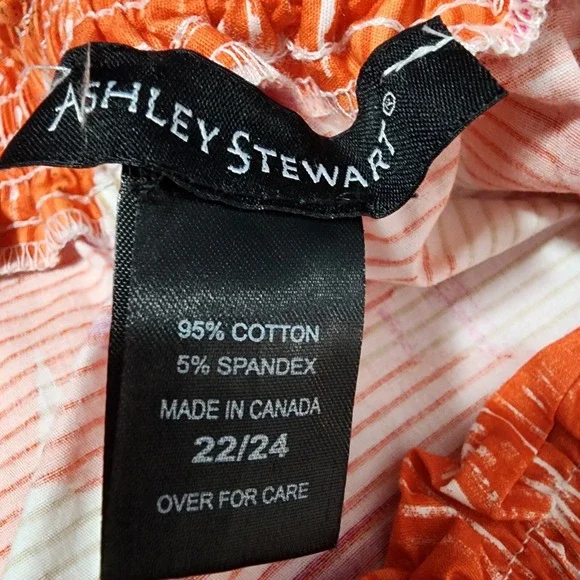 ASHLEY STEWART®
95% COTTON
5% SPANDEX
MADE IN CANADA
22/24
OVER FOR CARE